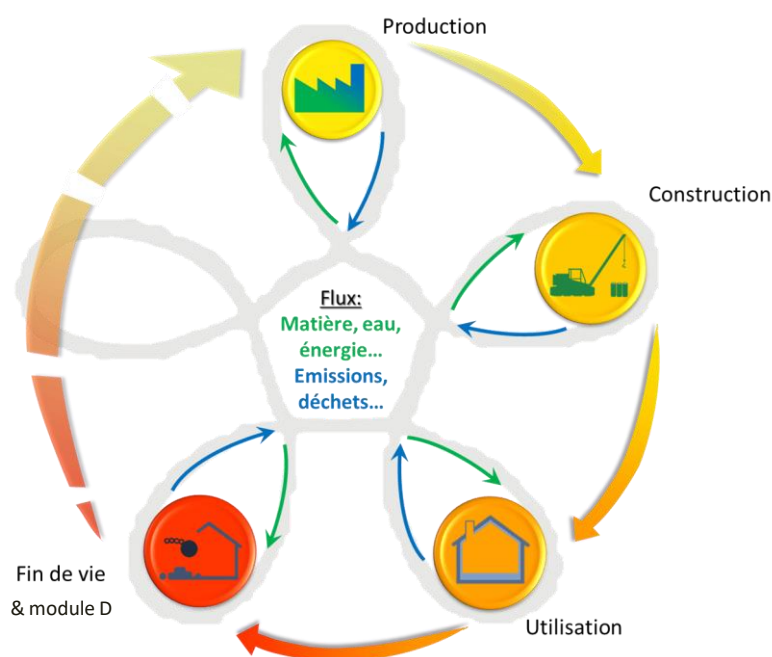 Production
Construction
Flux:
Matière, eau,
énergie...
Emissions,
déchets...
Fin de vie
& module D
Utilisation